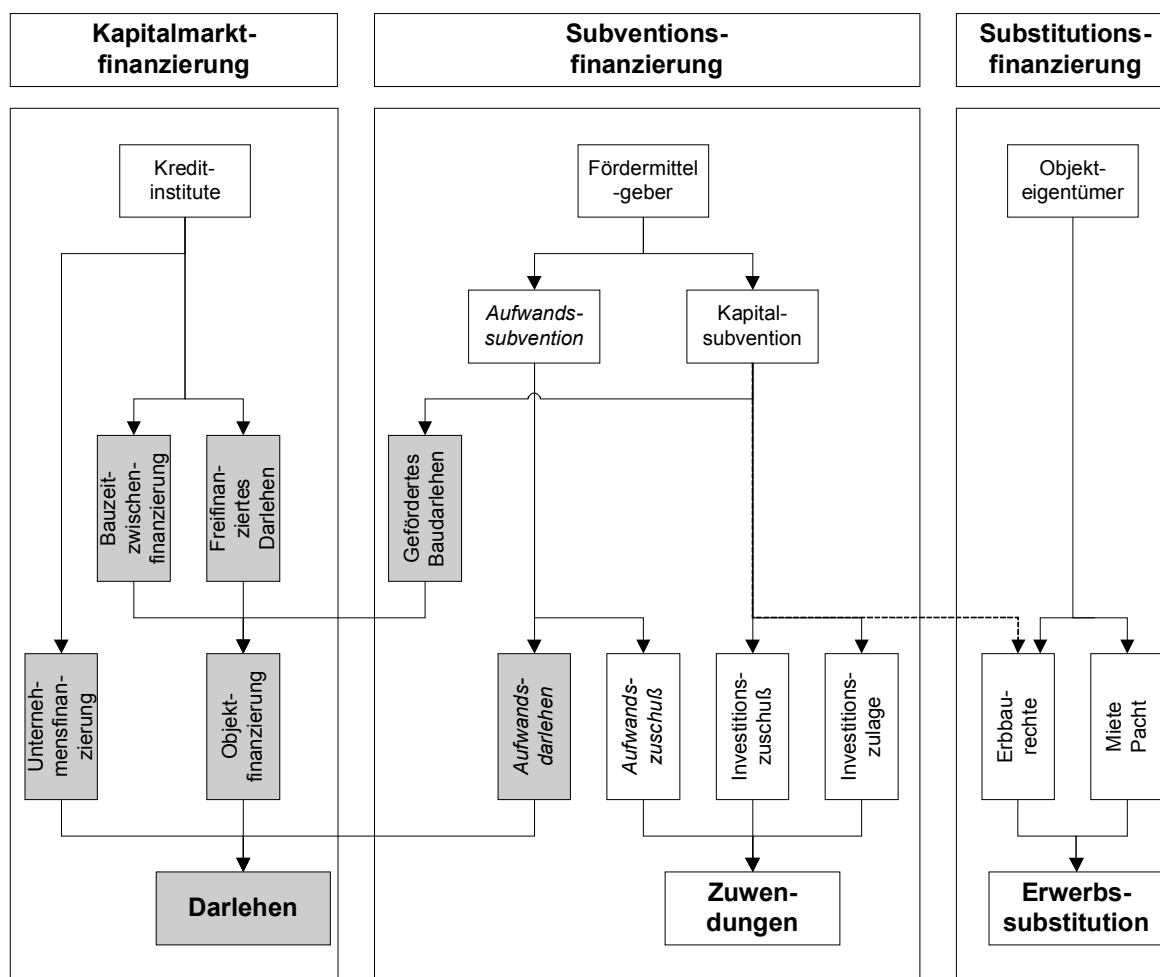 Kapitalmarkt-
finanzierung
Subventions-
finanzierung
Substitutions-
finanzierung
Kredit-
institute
Fördermittel
-geber
Objekt-
eigentümer
Aufwands-
subvention
Kapital-
subvention
Bauzeit-
zwischen-
finanzierung
Freifinan-
ziertes
Darlehen
Gefördertes
Baudarlehen
Unterneh-
mensfinan-
zierung
Objekt-
finanzierung
Aufwands-
darlehen
Aufwands-
zuschuß
Investitions-
zuschuß
Investitions-
zulage
Erbbau-
rechte
Miete
Pacht
Darlehen
Zuwen-
dungen
Erwerbs-
substitution